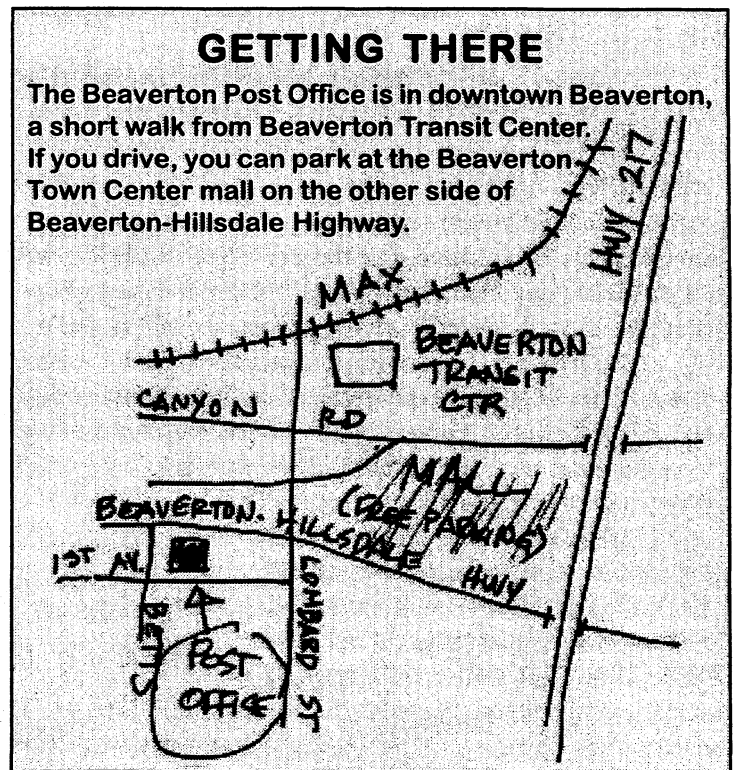 GETTING THERE
The Beaverton Post Office is in downtown Beaverton,
a short walk from Beaverton Transit Center.
If you drive, you can park at the Beaverton
Town Center mall on the other side of
Beaverton-Hillsdale Highway.
HWY. 217
MAX
BEAVERTON
TRANSIT
CTR
CANYON RD
MALL
(FREE PARKING)
BEAVERTON. HILLSDALE HWY
1ST AV.
BETTS
LOMBARD ST
POST
OFFICE